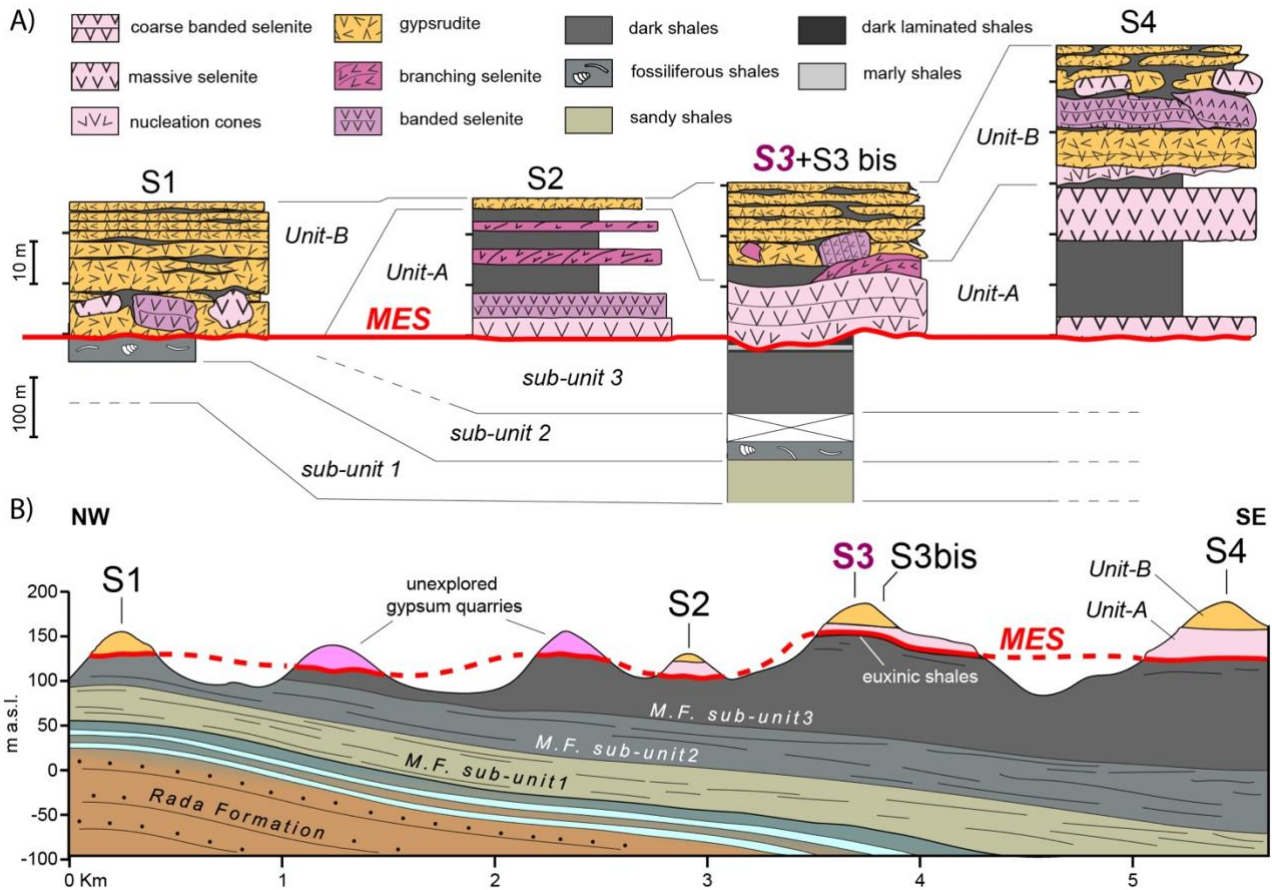 A)
coarse banded selenite
gypsrudite
dark shales
dark laminated shales
massive selenite
branching selenite
fossiliferous shales
marly shales
nucleation cones
banded selenite
sandy shales
S1
S2
S3+S3 bis
S4
Unit-B
Unit-B
Unit-A
Unit-A
10 m
MES
sub-unit 3
100 m
sub-unit 2
sub-unit 1
B)
NW
SE
S1
unexplored
gypsum quarries
S2
S3
S3bis
S4
Unit-B
Unit-A
MES
euxinic shales
M.F. sub-unit3
M.F. sub-unit2
M.F. sub-unit1
Rada Formation
m a.s.l.
200
150
100
50
0
-50
-100
0 Km
1
2
3
4
5